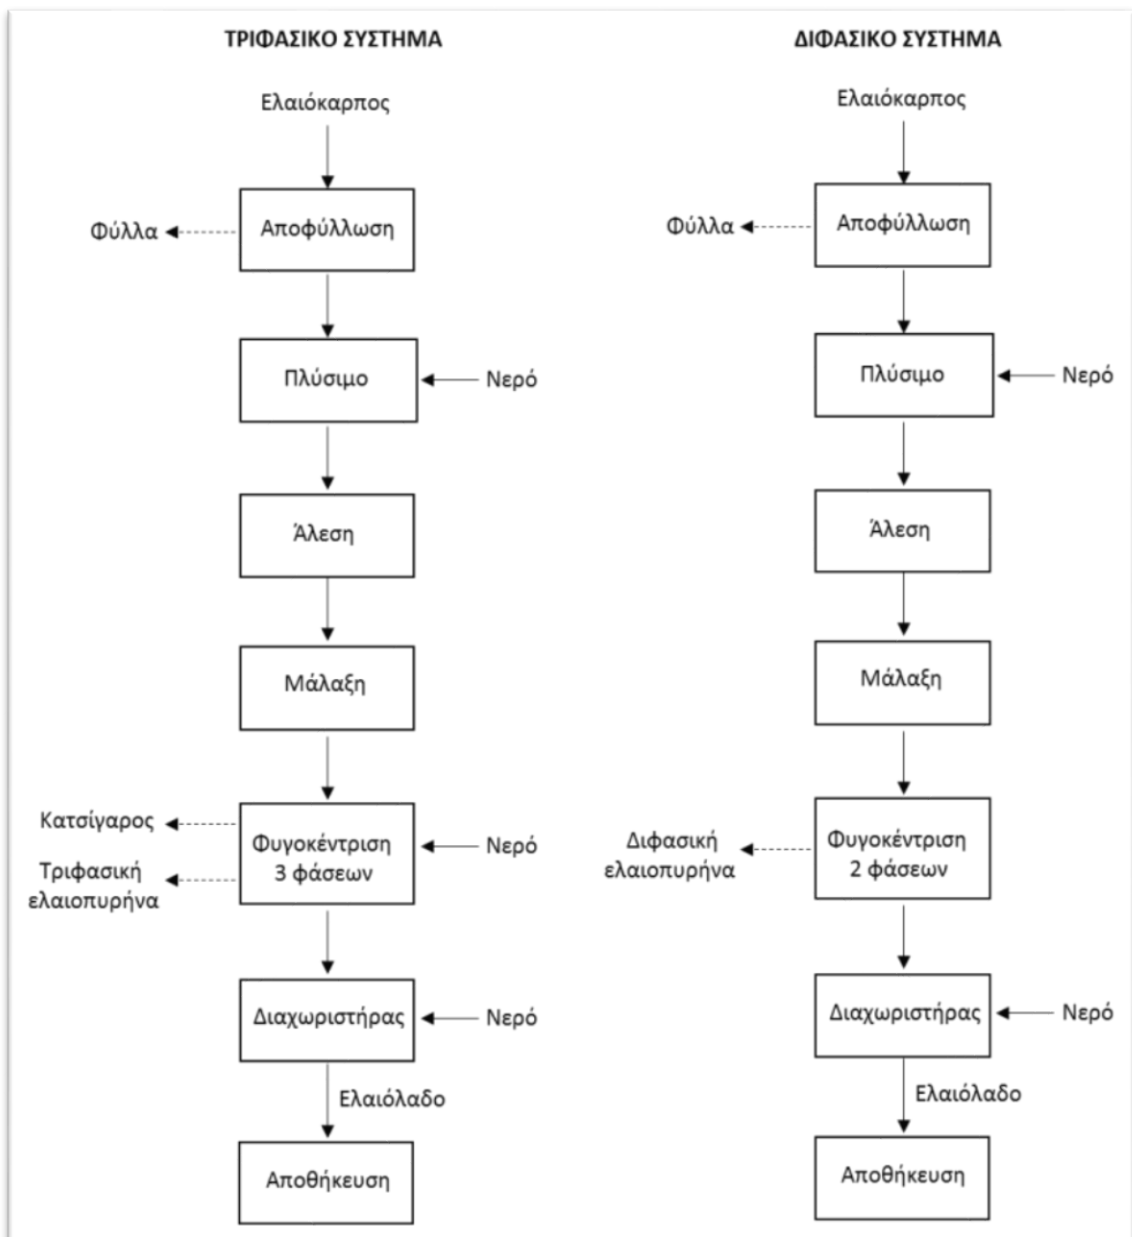 ΤΡΙΦΑΣΙΚΟ ΣΥΣΤΗΜΑ
Ελαιόκαρπος
Φύλλα
Αποφύλλωση
Πλύσιμο
Νερό
Άλεση
Μάλαξη
Κατσίγαρος
Τριφασική
ελαιοπυρήνα
Φυγοκέντριση
3 φάσεων
Νερό
Διαχωριστήρας
Νερό
Ελαιόλαδο
Αποθήκευση
ΔΙΦΑΣΙΚΟ ΣΥΣΤΗΜΑ
Ελαιόκαρπος
Φύλλα
Αποφύλλωση
Πλύσιμο
Νερό
Άλεση
Μάλαξη
Διφασική
ελαιοπυρήνα
Φυγοκέντριση
2 φάσεων
Διαχωριστήρας
Νερό
Ελαιόλαδο
Αποθήκευση